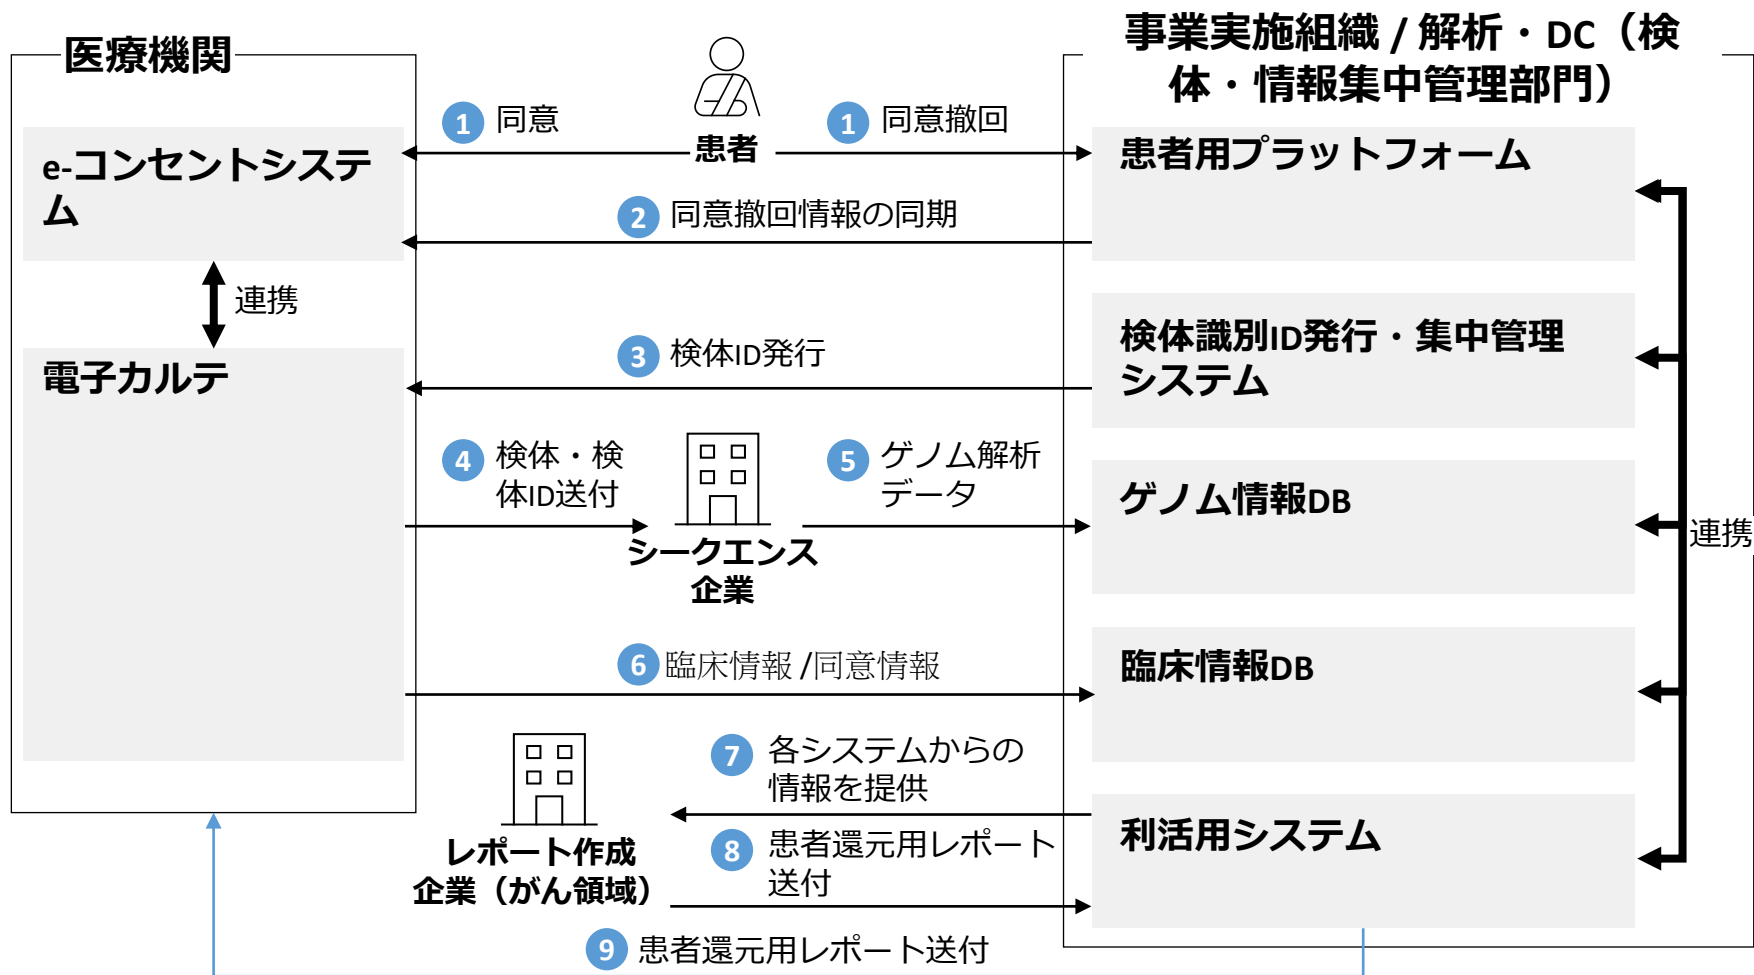 医療機関
事業実施組織 / 解析・DC（検
体・情報集中管理部門）
1 同意
患者
1 同意撤回
e-コンセントシステ
ム
患者用プラットフォーム
2 同意撤回情報の同期
連携
電子カルテ
3 検体ID発行
検体識別ID発行・集中管理
システム
4 検体・検
体ID送付
シークエンス
企業
5 ゲノム解析
データ
ゲノム情報DB
連携
6 臨床情報 /同意情報
臨床情報DB
7 各システムからの
情報を提供
レポート作成
企業（がん領域）
8 患者還元用レポート
送付
利活用システム
9 患者還元用レポート送付